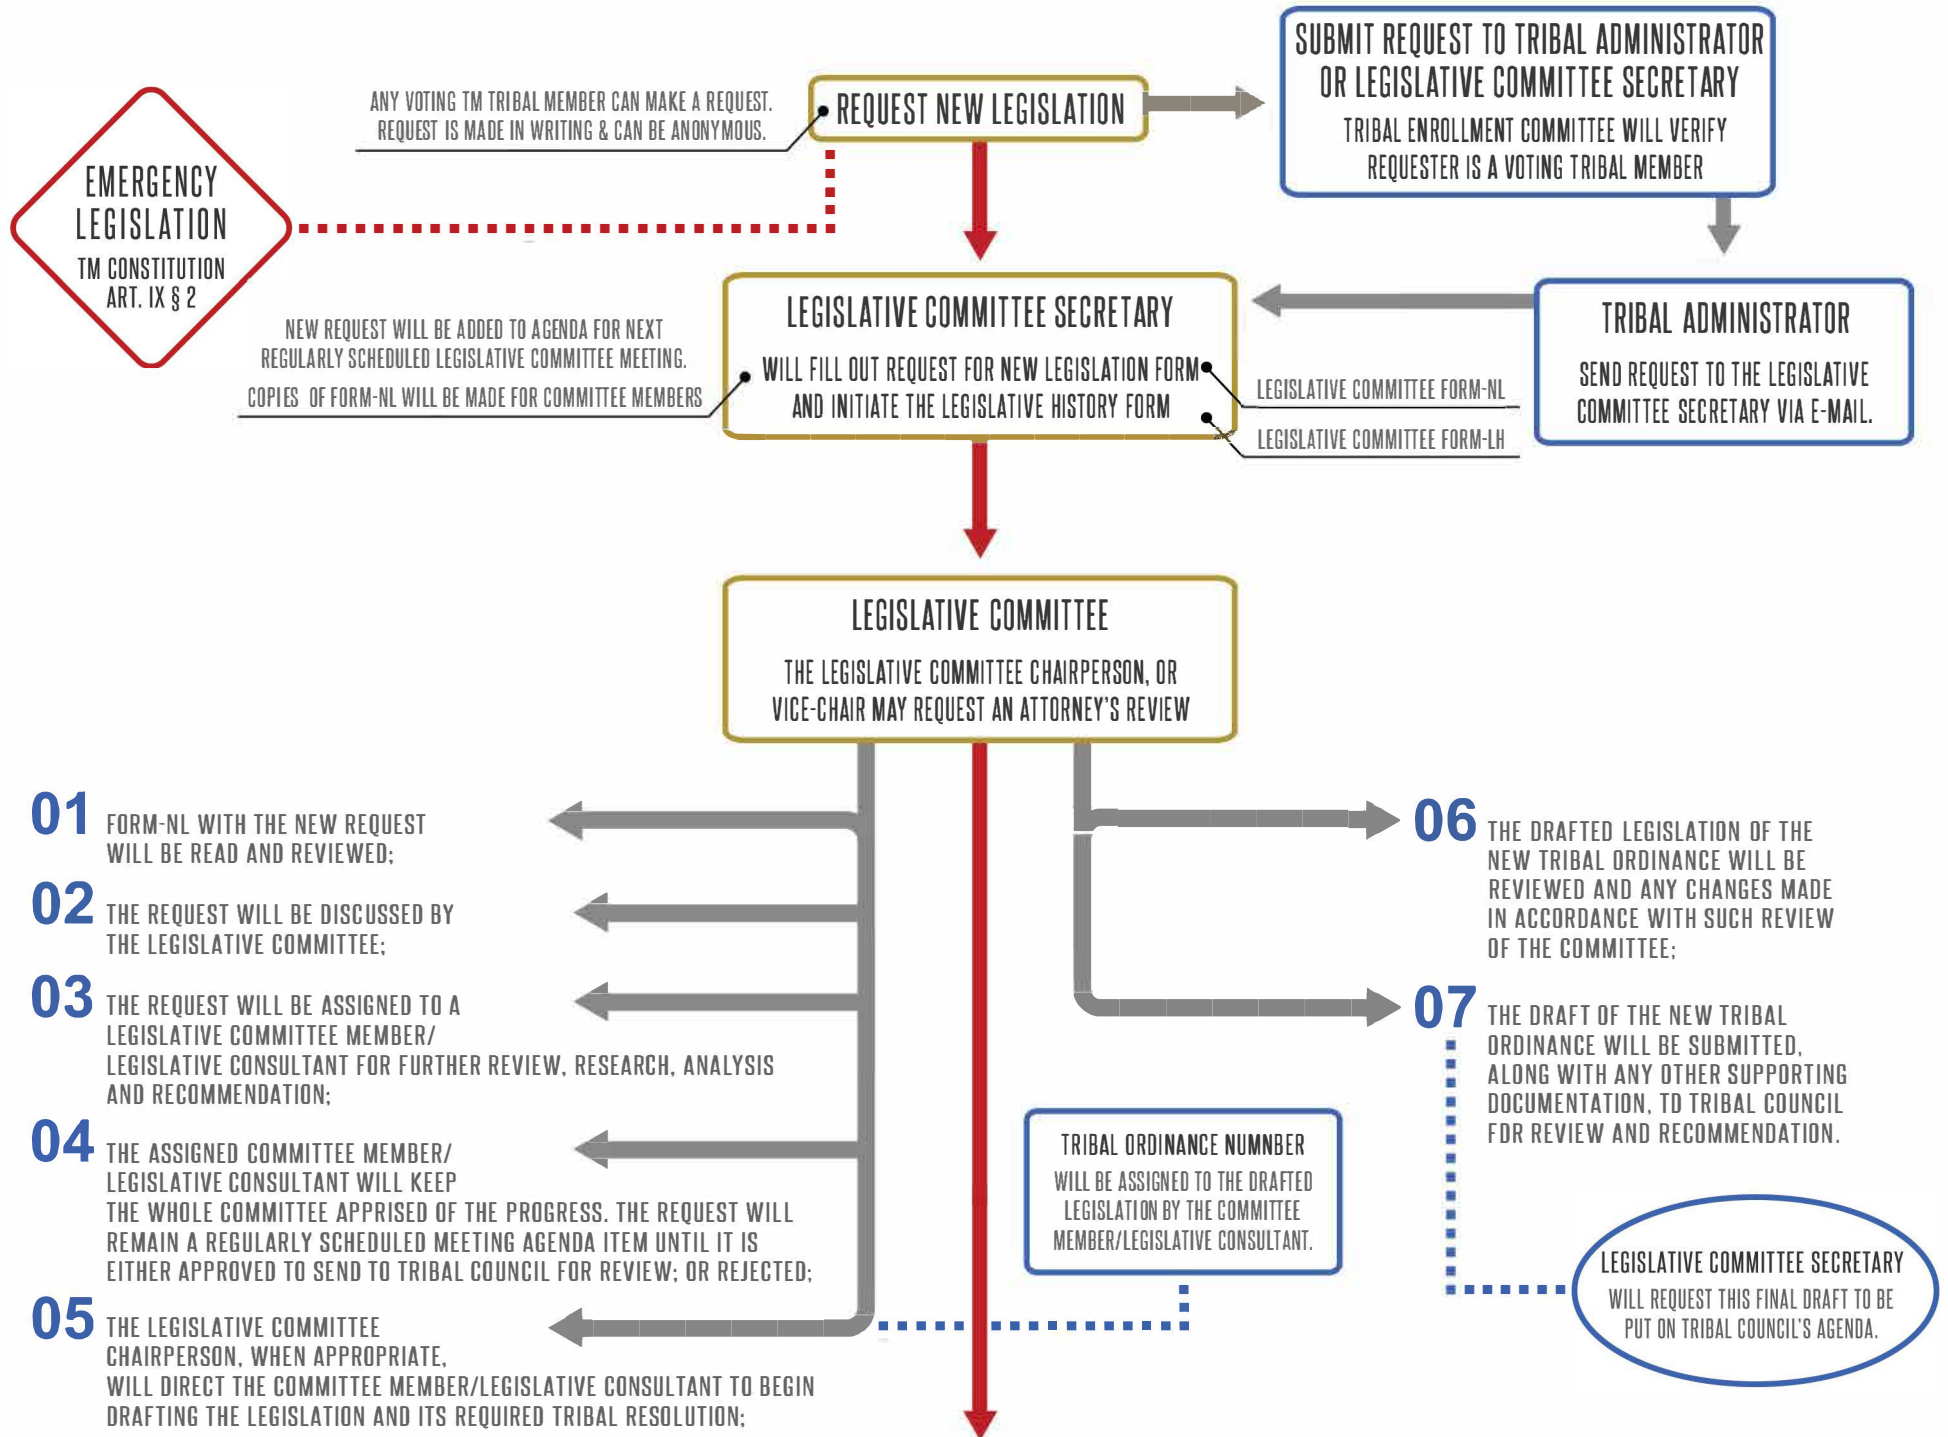 SUBMIT REQUEST TO TRIBAL ADMINISTRATOR
OR LEGISLATIVE COMMITTEE SECRETARY
TRIBAL ENROLLMENT COMMITTEE WILL VERIFY
REQUESTER IS A VOTING TRIBAL MEMBER
ANY VOTING TM TRIBAL MEMBER CAN MAKE A REQUEST.
REQUEST IS MADE IN WRITING & CAN BE ANONYMOUS.
REQUEST NEW LEGISLATION
EMERGENCY
LEGISLATION
TM CONSTITUTION
ART. IX § 2
NEW REQUEST WILL BE ADDED TO AGENDA FOR NEXT
REGULARLY SCHEDULED LEGISLATIVE COMMITTEE MEETING.
COPIES OF FORM-NL WILL BE MADE FOR COMMITTEE MEMBERS
LEGISLATIVE COMMITTEE SECRETARY
WILL FILL OUT REQUEST FOR NEW LEGISLATION FORM
AND INITIATE THE LEGISLATIVE HISTORY FORM
LEGISLATIVE COMMITTEE FORM-NL
LEGISLATIVE COMMITTEE FORM-LH
TRIBAL ADMINISTRATOR
SEND REQUEST TO THE LEGISLATIVE
COMMITTEE SECRETARY VIA E-MAIL.
LEGISLATIVE COMMITTEE
THE LEGISLATIVE COMMITTEE CHAIRPERSON, OR
VICE-CHAIR MAY REQUEST AN ATTORNEY'S REVIEW
01 FORM-NL WITH THE NEW REQUEST
WILL BE READ AND REVIEWED;
02 THE REQUEST WILL BE DISCUSSED BY
THE LEGISLATIVE COMMITTEE;
03 THE REQUEST WILL BE ASSIGNED TO A
LEGISLATIVE COMMITTEE MEMBER/
LEGISLATIVE CONSULTANT FOR FURTHER REVIEW, RESEARCH, ANALYSIS
AND RECOMMENDATION;
04 THE ASSIGNED COMMITTEE MEMBER/
LEGISLATIVE CONSULTANT WILL KEEP
THE WHOLE COMMITTEE APPRISED OF THE PROGRESS. THE REQUEST WILL
REMAIN A REGULARLY SCHEDULED MEETING AGENDA ITEM UNTIL IT IS
EITHER APPROVED TO SEND TO TRIBAL COUNCIL FOR REVIEW; OR REJECTED;
05 THE LEGISLATIVE COMMITTEE
CHAIRPERSON, WHEN APPROPRIATE,
WILL DIRECT THE COMMITTEE MEMBER/LEGISLATIVE CONSULTANT TO BEGIN
DRAFTING THE LEGISLATION AND ITS REQUIRED TRIBAL RESOLUTION;
TRIBAL ORDINANCE NUMNBER
WILL BE ASSIGNED TO THE DRAFTED
LEGISLATION BY THE COMMITTEE
MEMBER/LEGISLATIVE CONSULTANT.
06 THE DRAFTED LEGISLATION OF THE
NEW TRIBAL ORDINANCE WILL BE
REVIEWED AND ANY CHANGES MADE
IN ACCORDANCE WITH SUCH REVIEW
OF THE COMMITTEE;
07 THE DRAFT OF THE NEW TRIBAL
ORDINANCE WILL BE SUBMITTED,
ALONG WITH ANY OTHER SUPPORTING
DOCUMENTATION, TD TRIBAL COUNCIL
FDR REVIEW AND RECOMMENDATION.
LEGISLATIVE COMMITTEE SECRETARY
WILL REQUEST THIS FINAL DRAFT TO BE
PUT ON TRIBAL COUNCIL'S AGENDA.